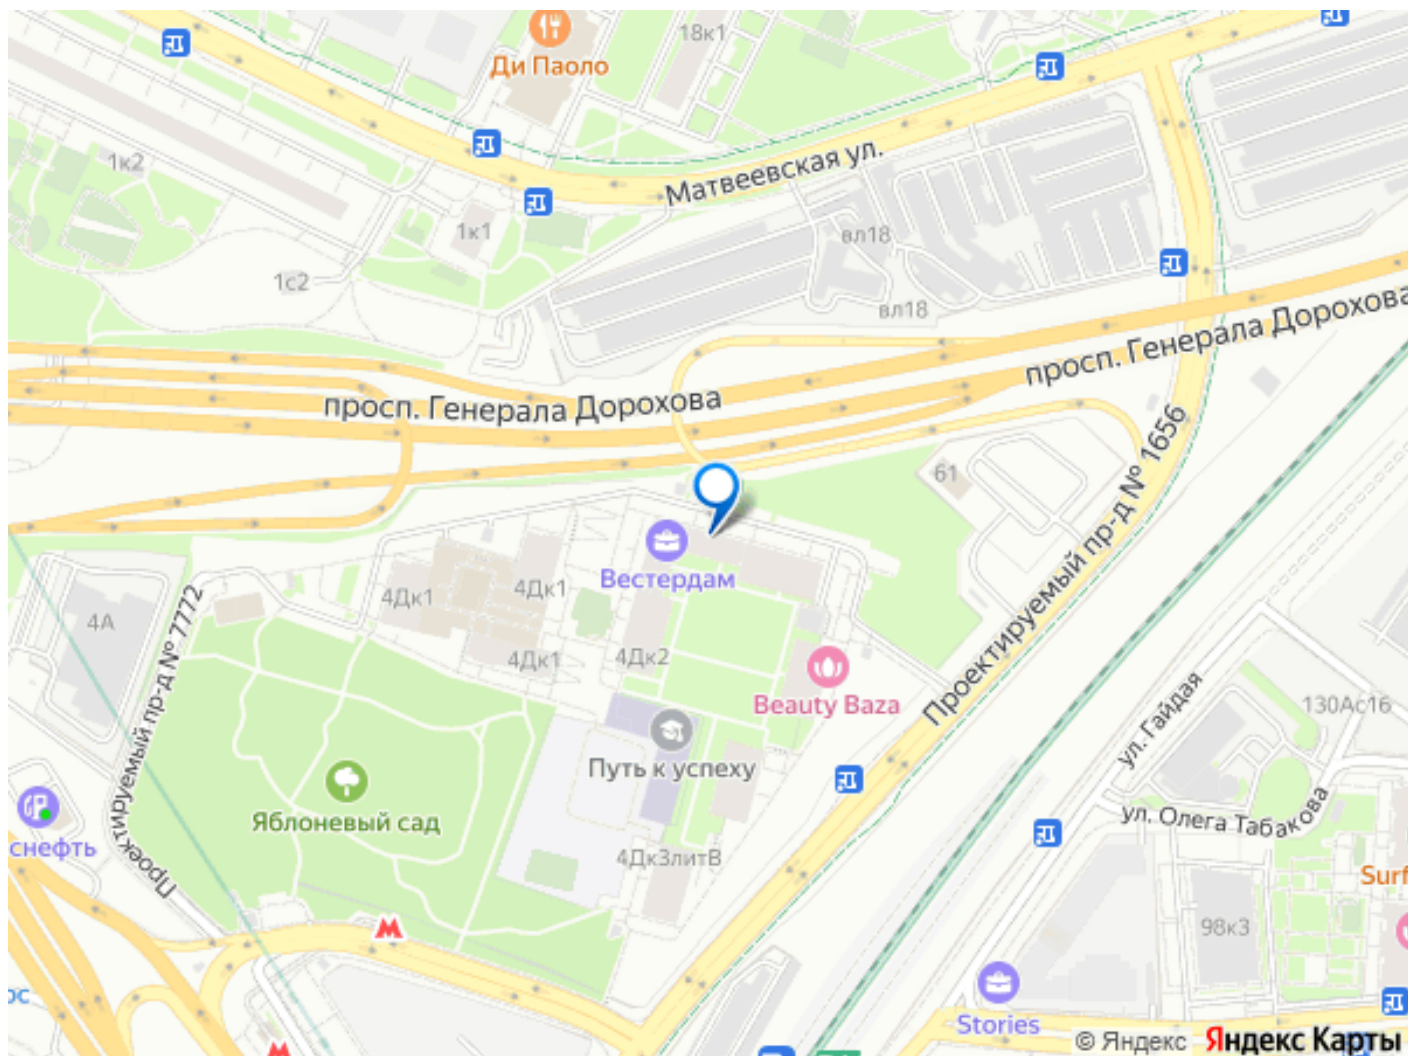 18к1
Ди Паоло
1к2
Матвеевская ул.
1к1
вл18
1с2
вл18
просп. Генерала Дорохова
просп. Генерала Дорохова
Проектируемый пр-д № 1656
61
Вестердам
4Дк1
4Дк1
4А
Проектируемый пр-д № 7772
4Дк1
4Дк2
Beauty Baza
ул. Гайдая
130Ас16
Путь к успеху
Яблоневый сад
ул. Олега Табакова
снефть
4Дк3литВ
Surf
98к3
ос
Stories
© Яндекс
Яндекс Карты